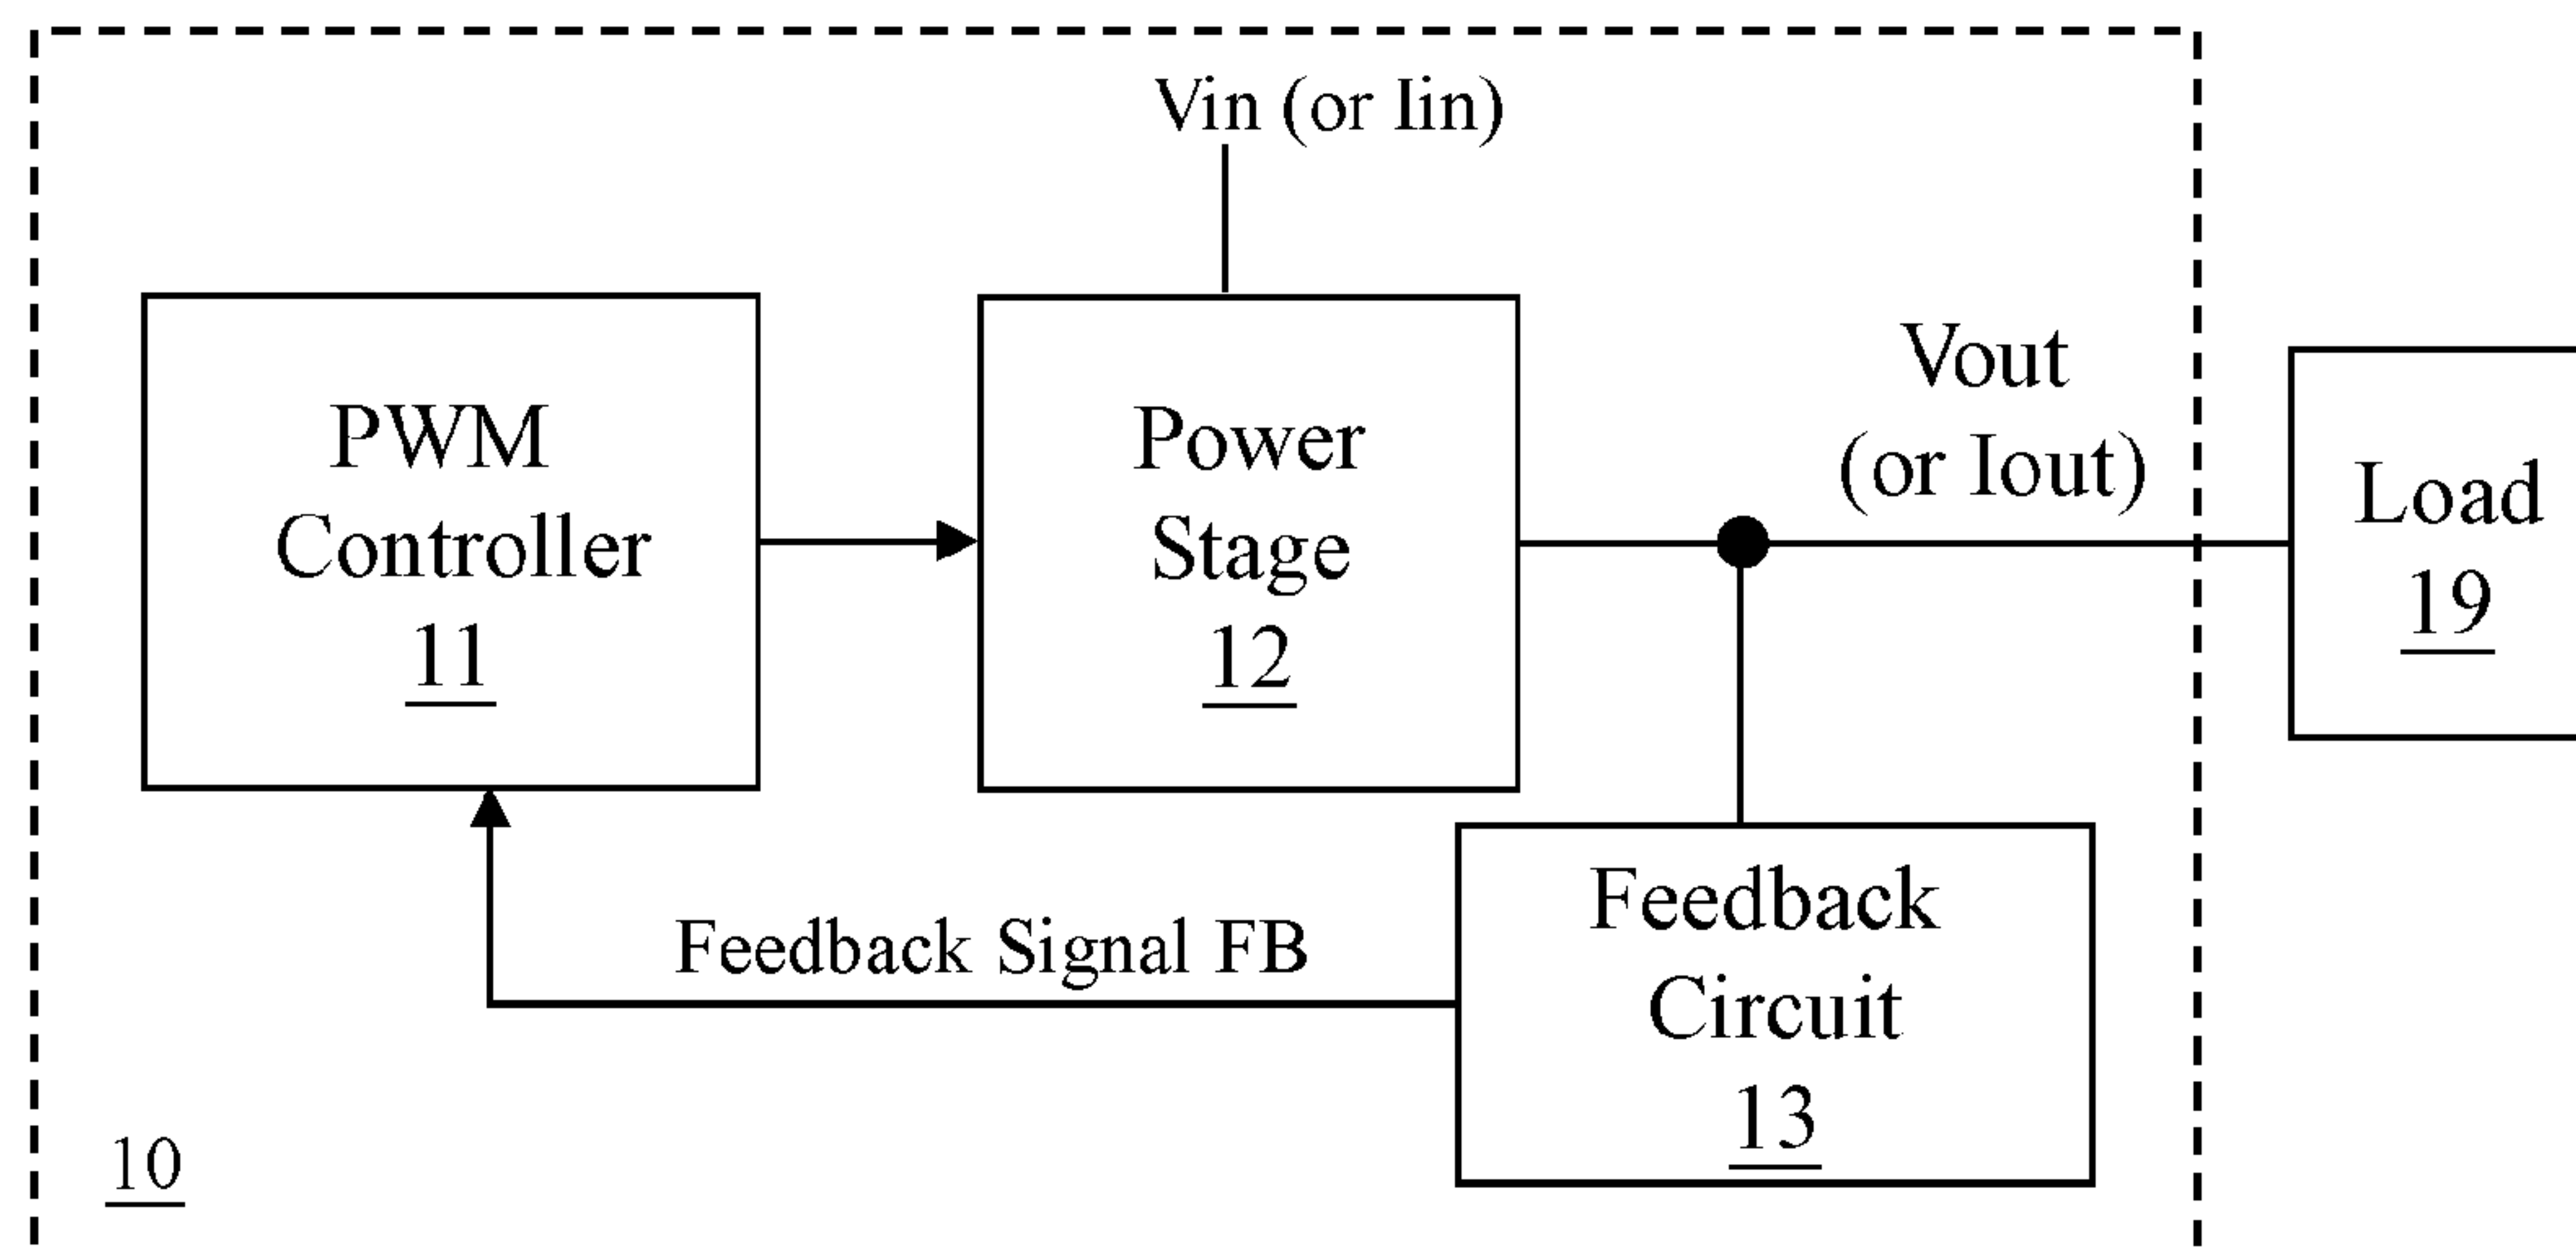 Vin (or Iin)
PWM
Controller
11
Power
Stage
12
Vout
(or Iout)
Load
19
Feedback Signal FB
Feedback
Circuit
13
10